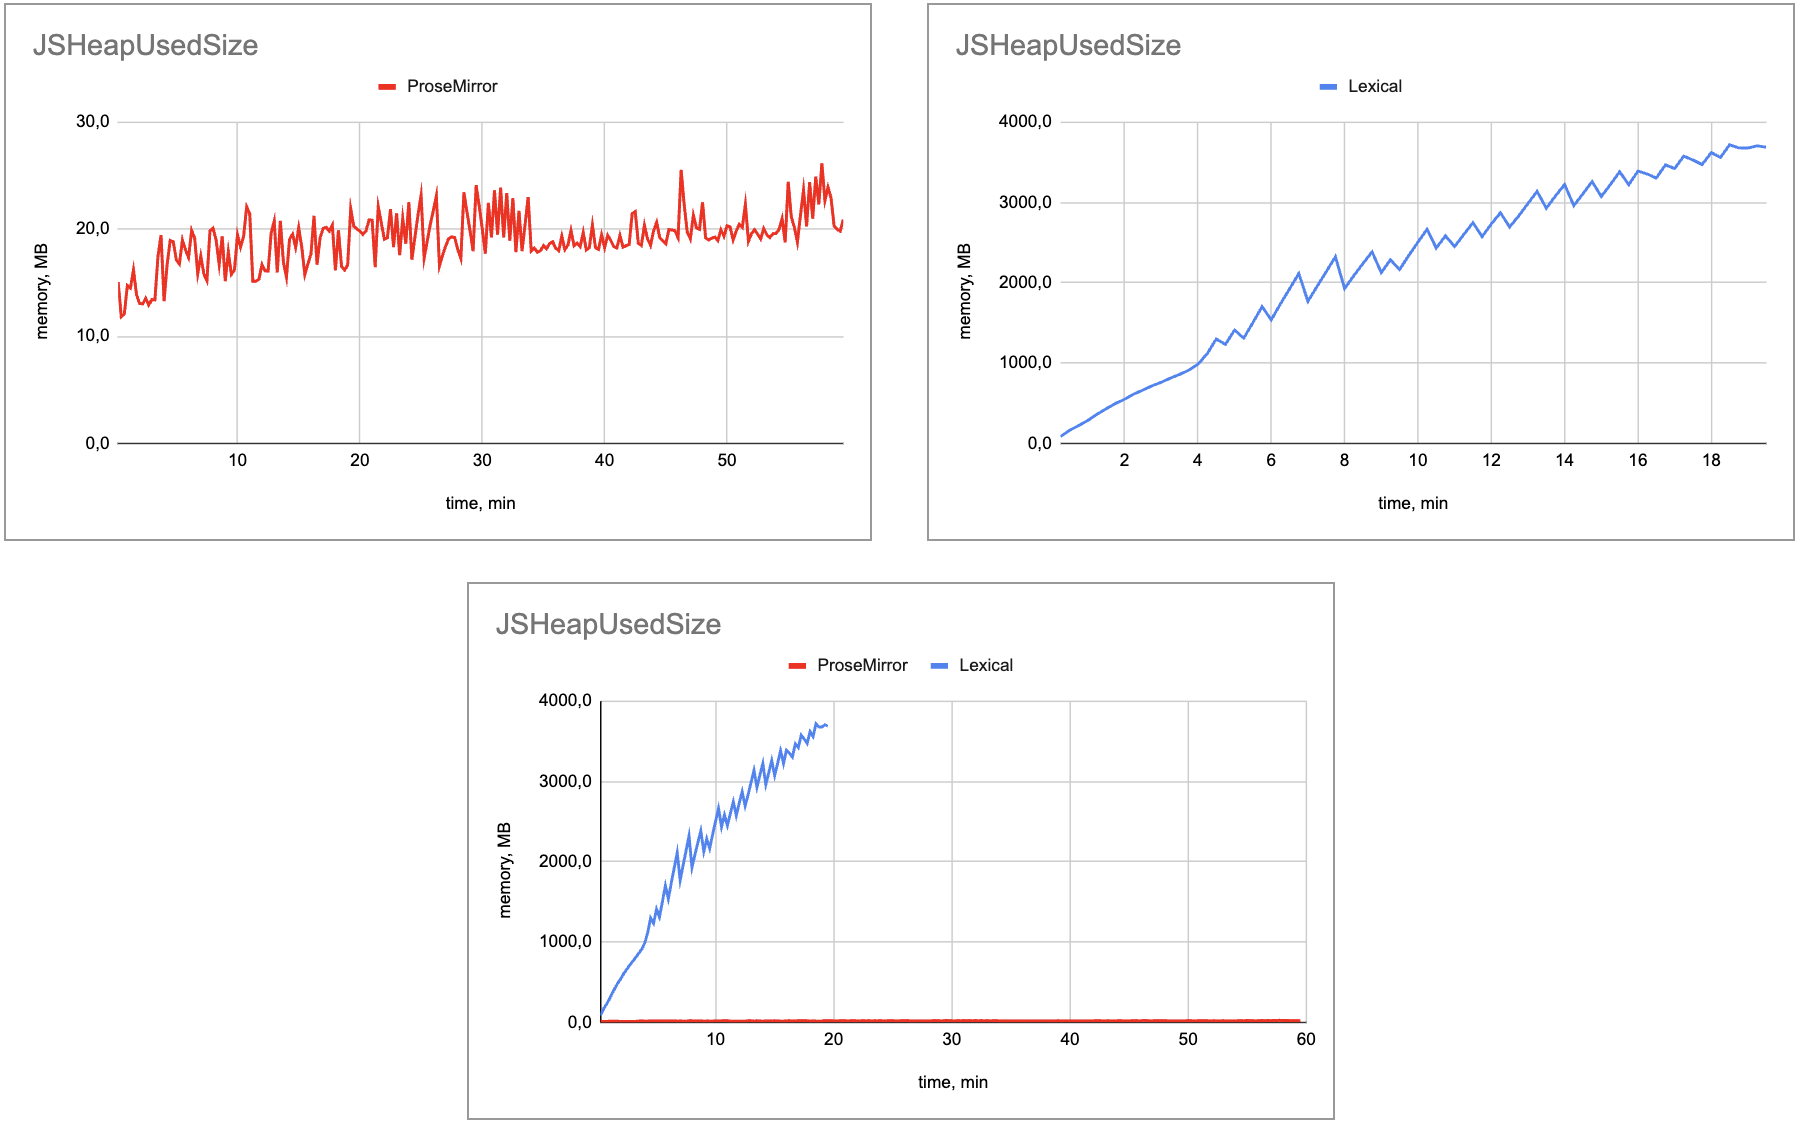 JSHeapUsedSize
ProseMirror
30,0
20,0
10,0
0,0
memory, MB
10 20 30 40 50
time, min
JSHeapUsedSize
Lexical
4000,0
3000,0
2000,0
1000,0
0,0
memory, MB
2 4 6 8 10 12 14 16 18
time, min
JSHeapUsedSize
ProseMirror Lexical
4000,0
3000,0
2000,0
1000,0
0,0
memory, MB
10 20 30 40 50 60
time, min